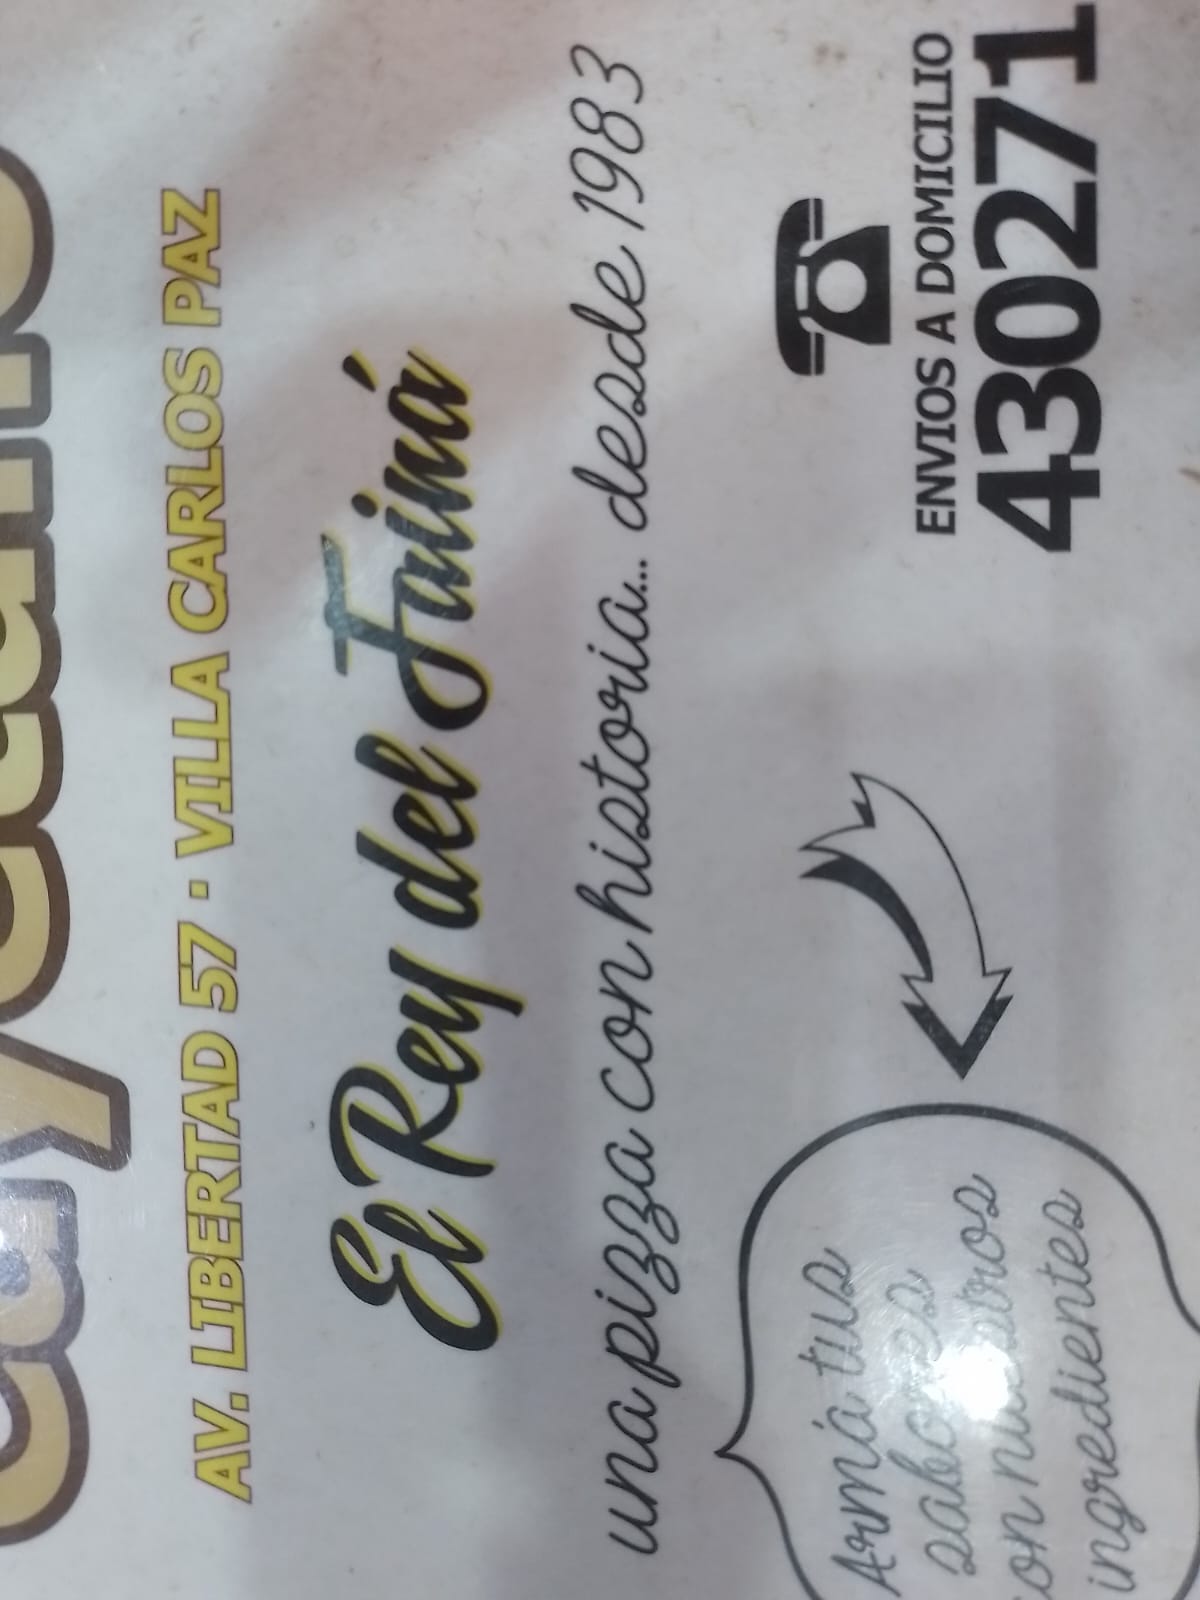 AV. LIBERTAD 57 · VILLA CARLOS PAZ
El Rey del Fainá
una pizza con historia... desde 1983
Armá tus
sabores
con nuestros
ingredientes
ENVIOS A DOMICILIO
430271